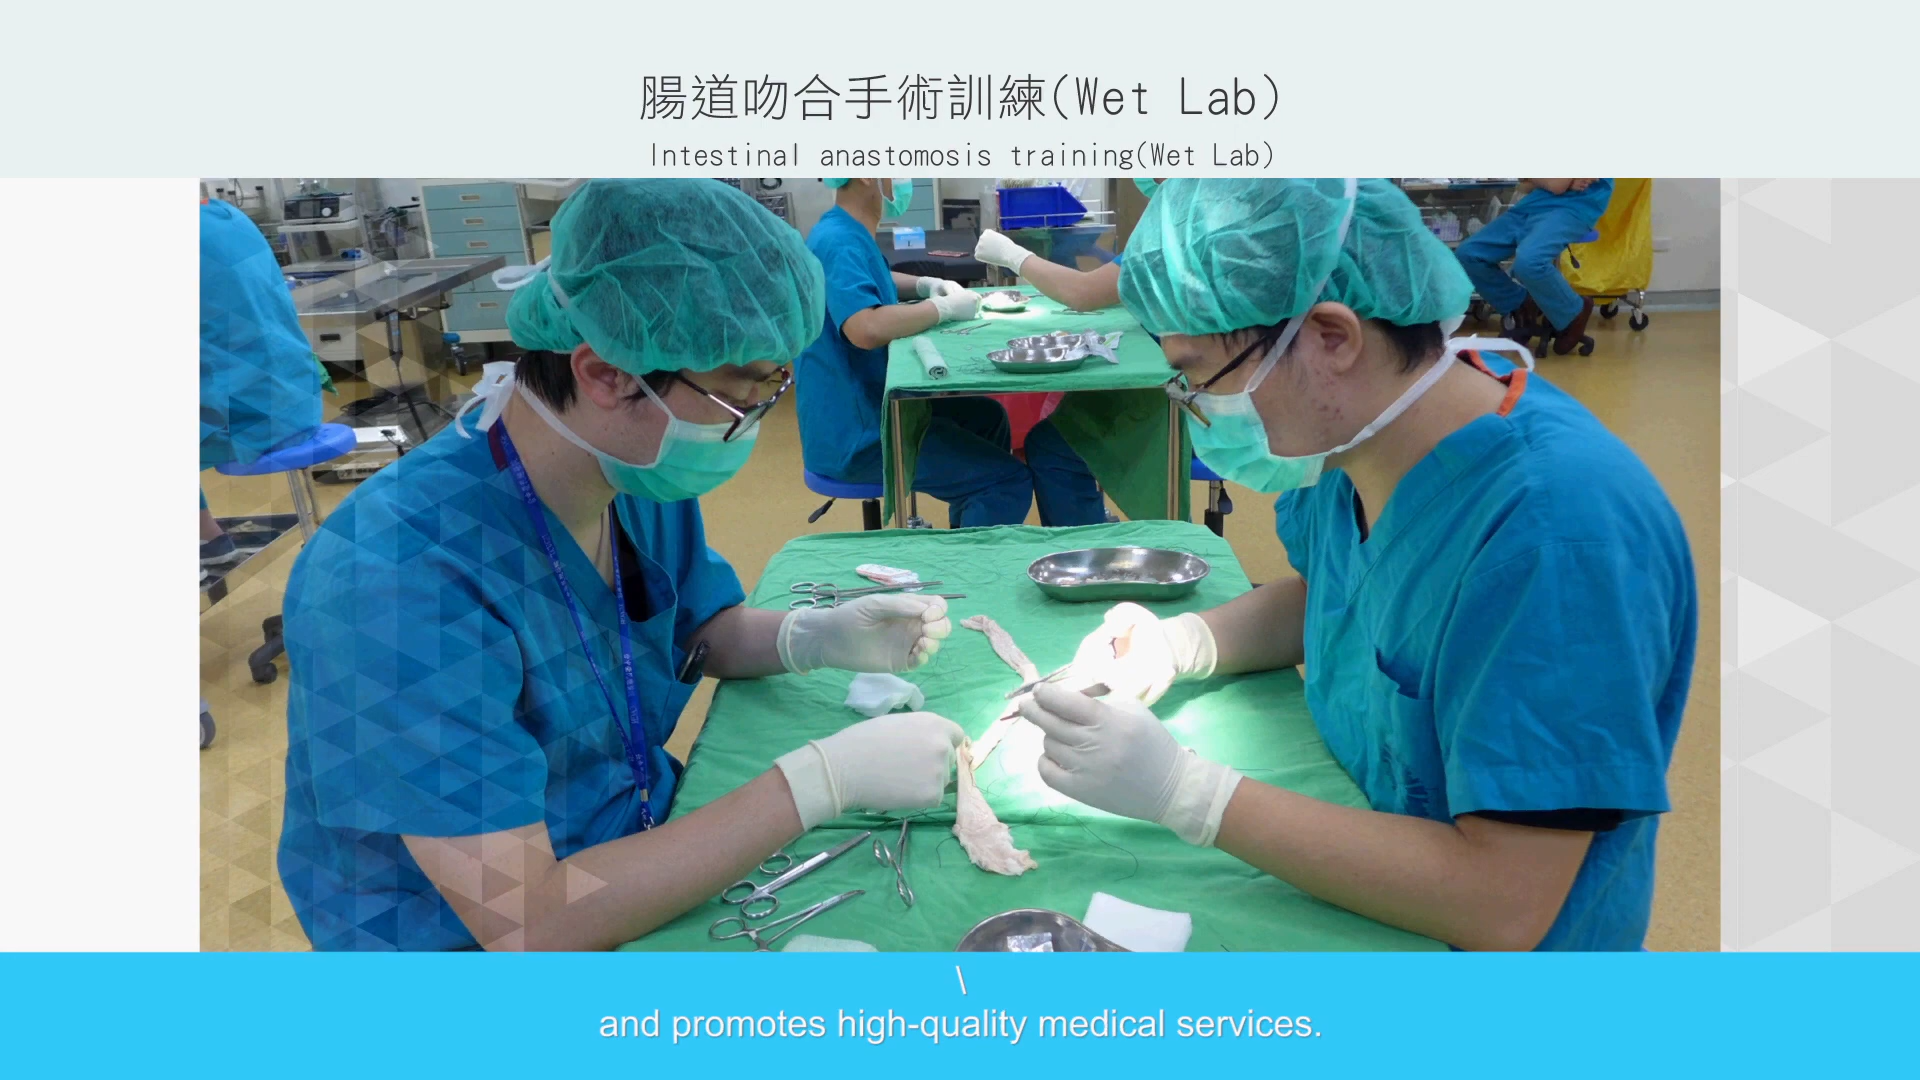 腸道吻合手術訓練(Wet Lab)
Intestinal anastomosis training(Wet Lab)
\
and promotes high-quality medical services.